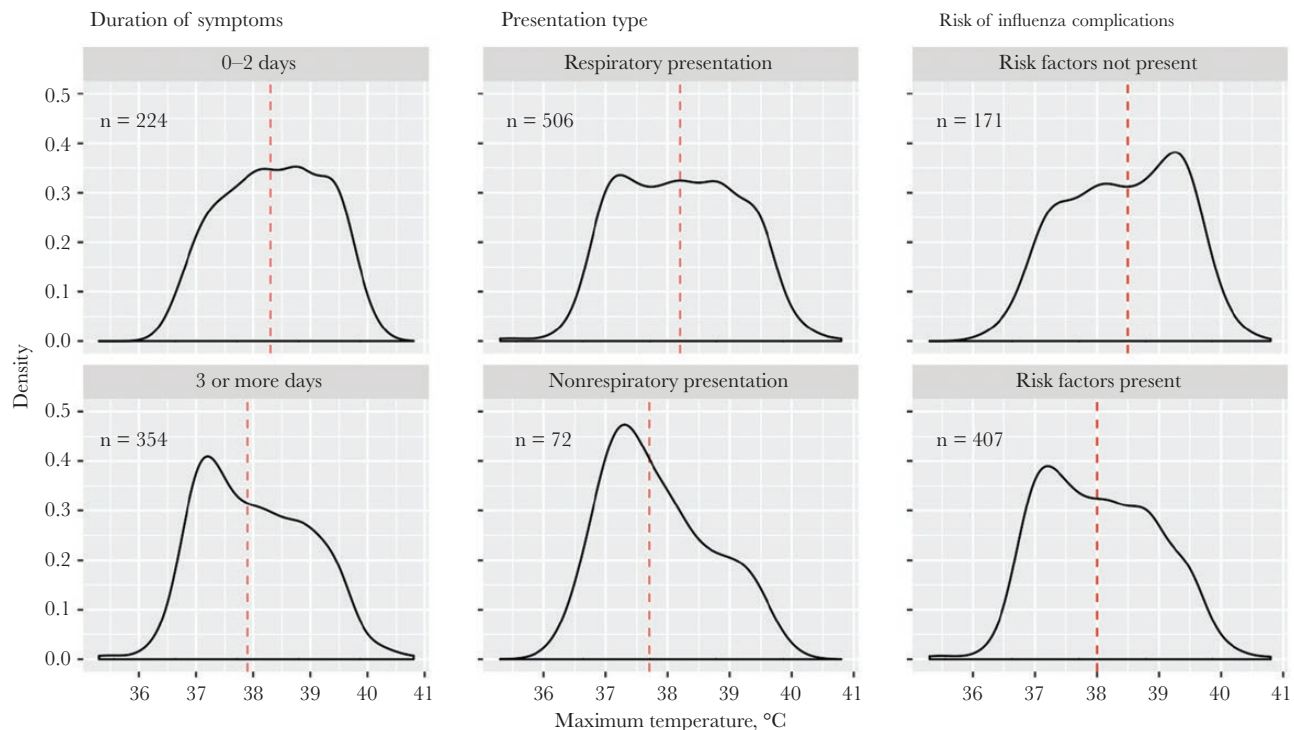 Duration of symptoms
Presentation type
Risk of influenza complications
0–2 days
Respiratory presentation
Risk factors not present
n = 224
n = 506
n = 171
0.5
0.4
0.3
0.2
0.1
0.0
Density
3 or more days
Nonrespiratory presentation
Risk factors present
n = 354
n = 72
n = 407
0.5
0.4
0.3
0.2
0.1
0.0
36 37 38 39 40 41
36 37 38 39 40 41
36 37 38 39 40 41
Maximum temperature, °C